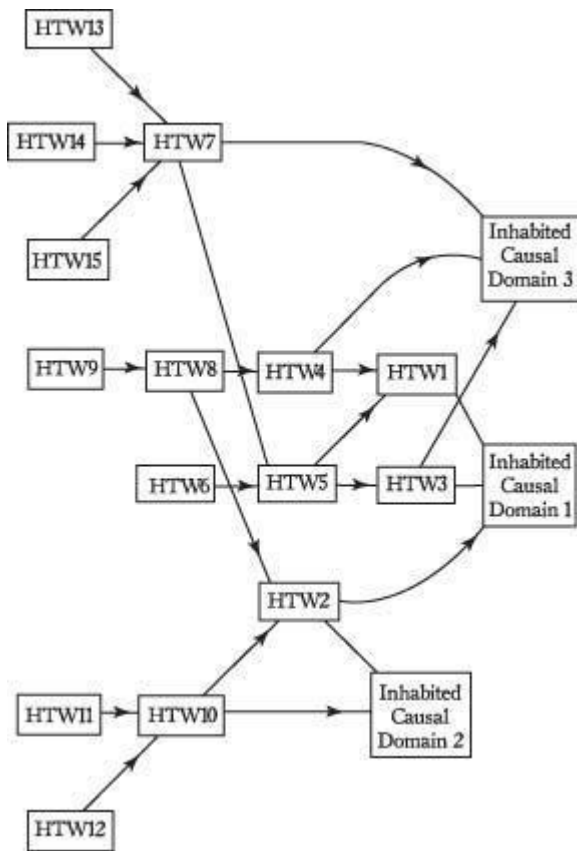 HTW13
HTW14
HTW7
HTW15
Inhabited
Causal
Domain 3
HTW9
HTW8
HTW4
HTW1
HTW6
HTW5
HTW3
Inhabited
Causal
Domain 1
HTW2
HTW11
HTW10
Inhabited
Causal
Domain 2
HTW12